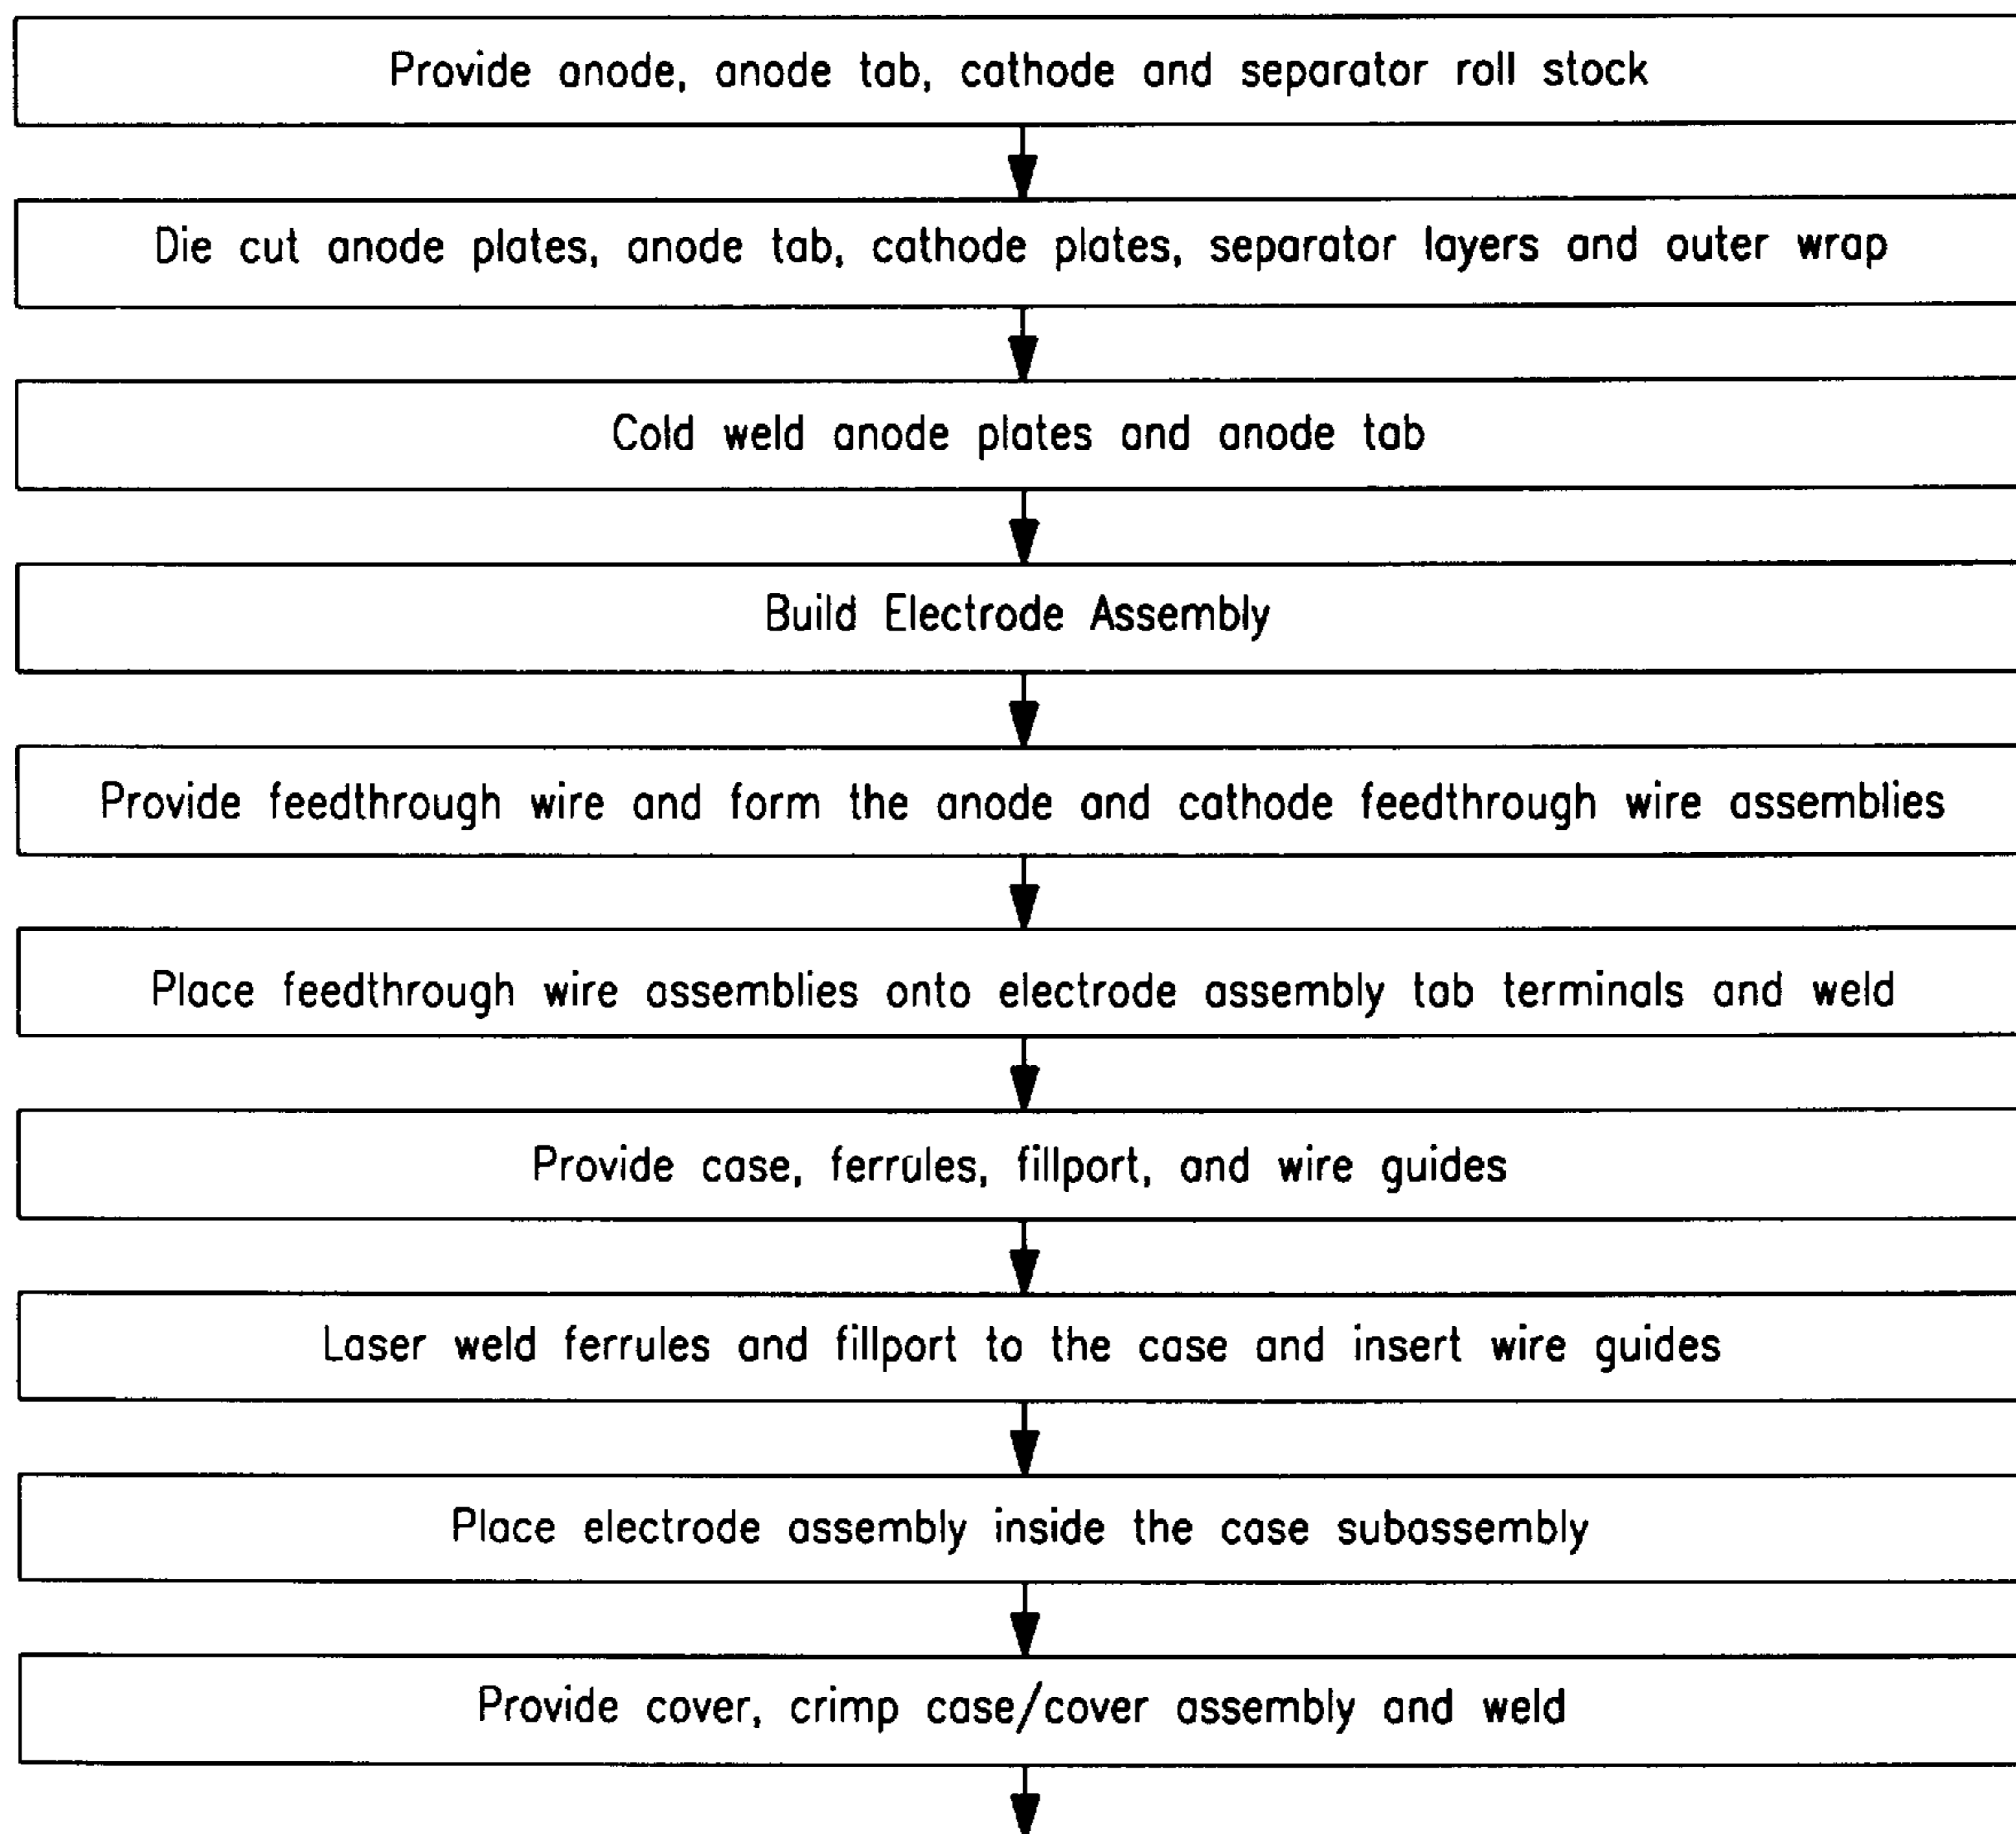 Provide anode, anode tab, cathode and separator roll stock
Die cut anode plates, anode tab, cathode plates, separator layers and outer wrap
Cold weld anode plates and anode tab
Build Electrode Assembly
Provide feedthrough wire and form the anode and cathode feedthrough wire assemblies
Place feedthrough wire assemblies onto electrode assembly tab terminals and weld
Provide case, ferrules, fillport, and wire guides
Laser weld ferrules and fillport to the case and insert wire guides
Place electrode assembly inside the case subassembly
Provide cover, crimp case/cover assembly and weld